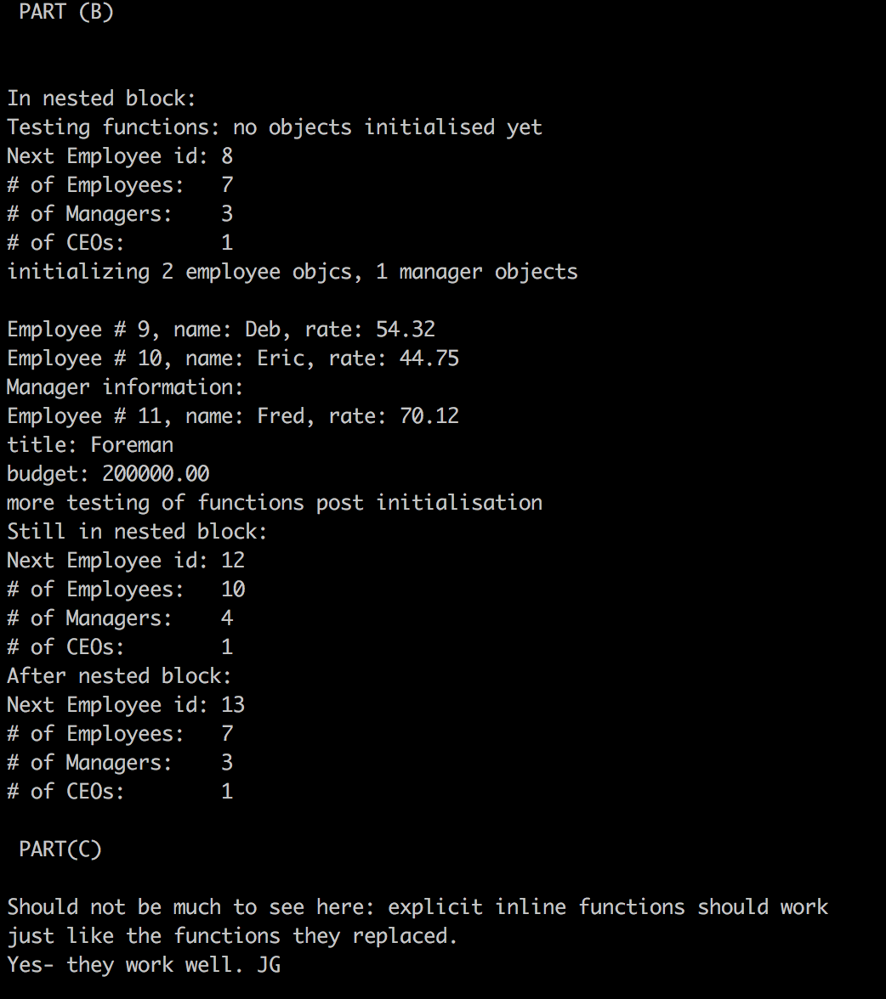 PART (B)
In nested block:
Testing functions: no objects initialised yet
Next Employee id: 8
# of Employees:   7
# of Managers:    3
# of CEOs:        1
initializing 2 employee objcs, 1 manager objects
Employee # 9, name: Deb, rate: 54.32
Employee # 10, name: Eric, rate: 44.75
Manager information:
Employee # 11, name: Fred, rate: 70.12
title: Foreman
budget: 200000.00
more testing of functions post initialisation
Still in nested block:
Next Employee id: 12
# of Employees:   10
# of Managers:    4
# of CEOs:        1
After nested block:
Next Employee id: 13
# of Employees:   7
# of Managers:    3
# of CEOs:        1
PART(C)
Should not be much to see here: explicit inline functions should work
just like the functions they replaced.
Yes- they work well. JG